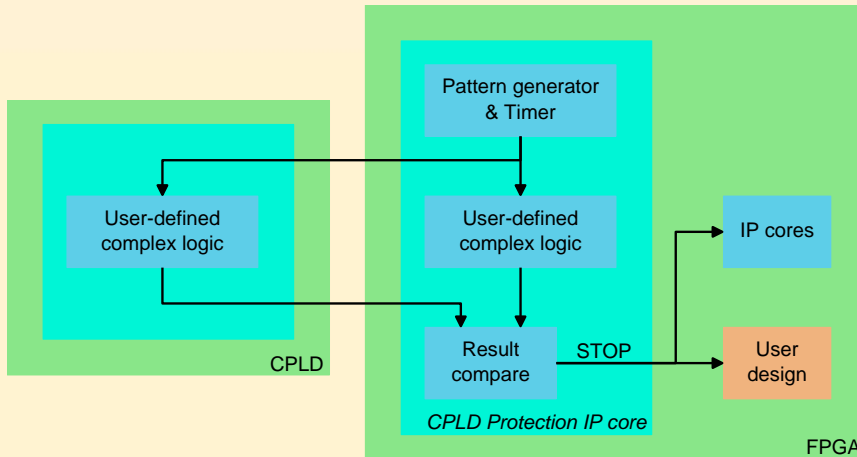 Pattern generator
& Timer
User-defined
complex logic
User-defined
complex logic
IP cores
Result
compare
STOP
User
design
CPLD
CPLD Protection IP core
FPGA